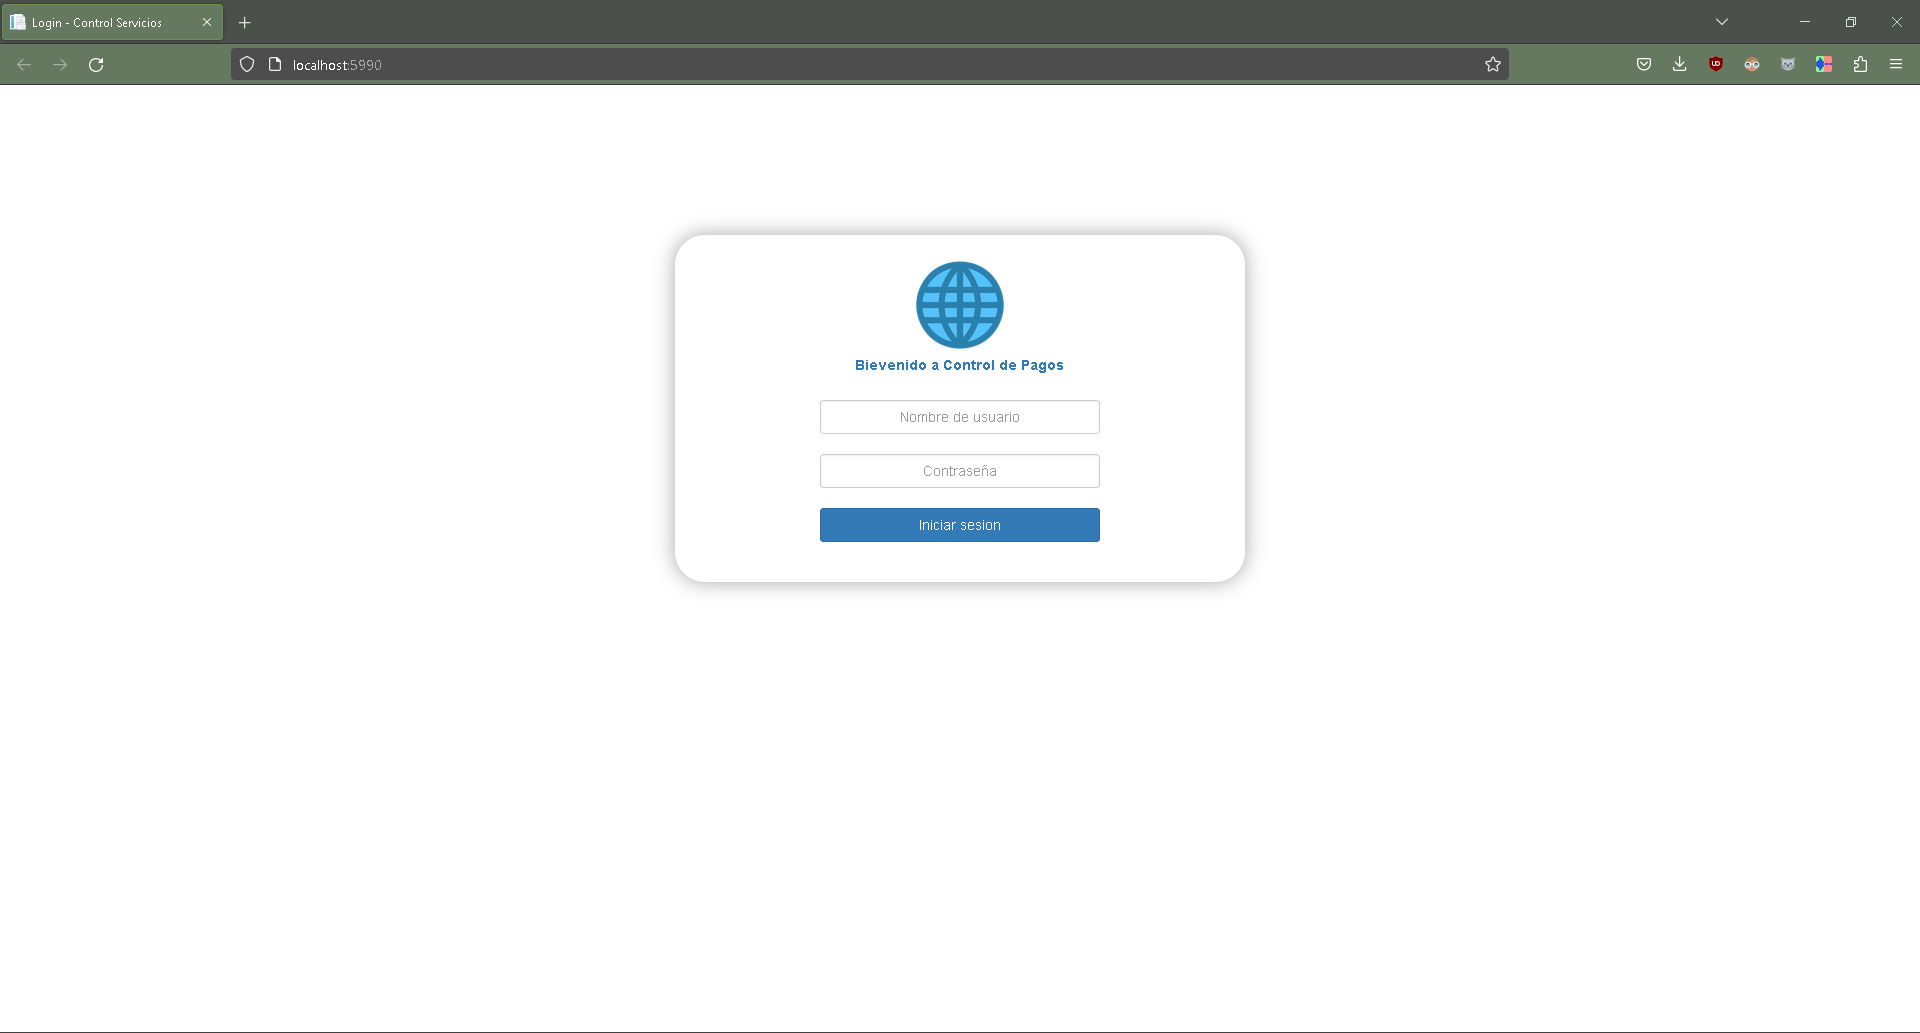 Login - Control Servicios
localhost:5990
Bievenido a Control de Pagos
Nombre de usuario
Contraseña
Iniciar sesion